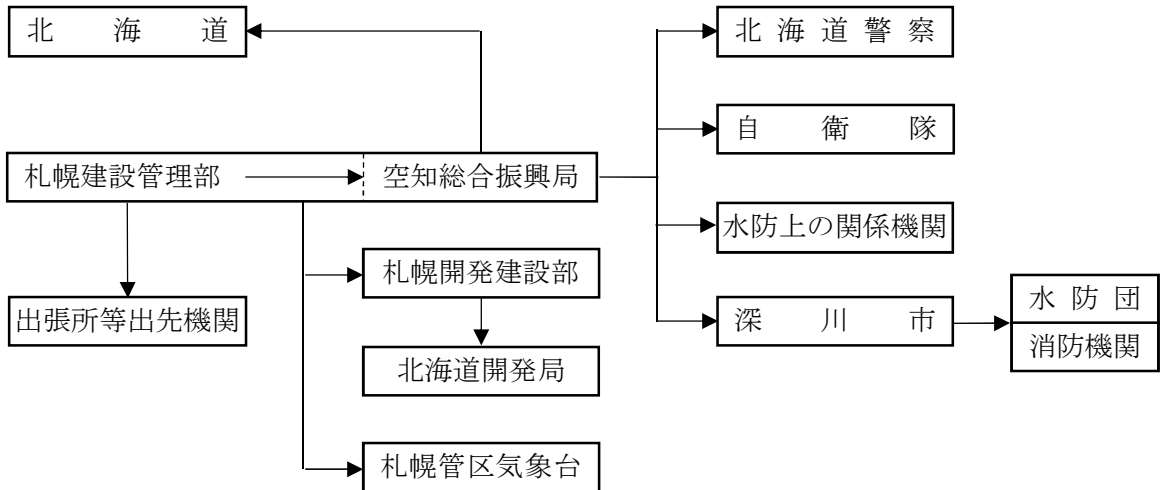 北海道
北海道警察
自衛隊
札幌建設管理部
空知総合振興局
水防上の関係機関
札幌開発建設部
出張所等出先機関
深川市
水防団
消防機関
北海道開発局
札幌管区気象台